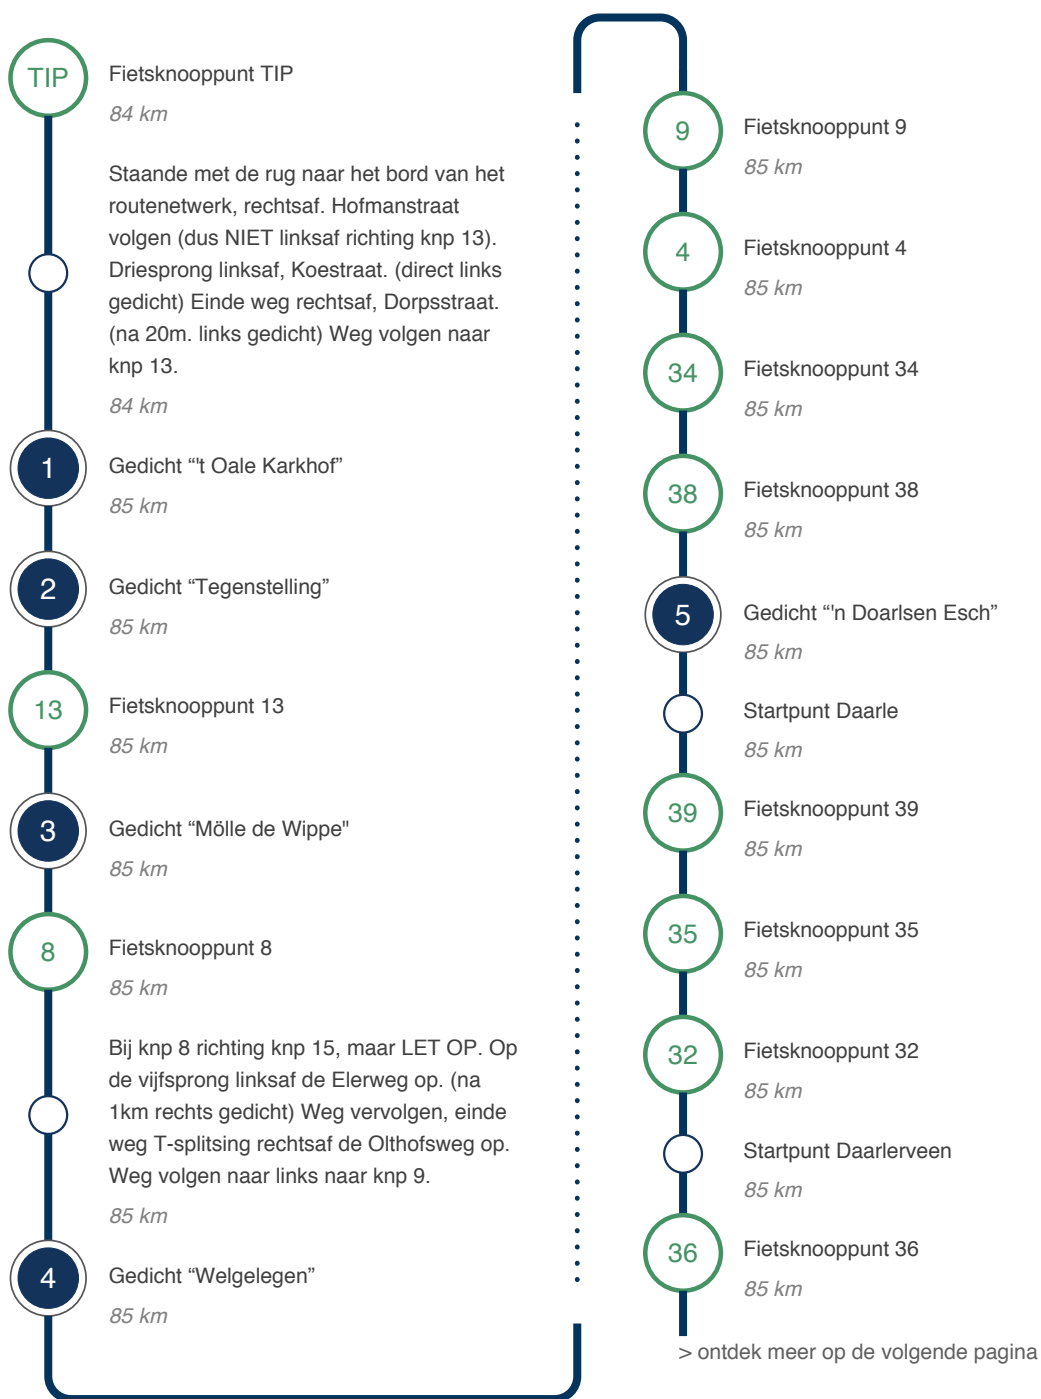 TIP
Fietsknooppunt TIP
84 km
Staande met de rug naar het bord van het
routenetwerk, rechtsaf. Hofmanstraat
volgen (dus NIET linksaf richting knp 13).
Driesprong linksaf, Koestraat. (direct links
gedicht) Einde weg rechtsaf, Dorpsstraat.
(na 20m. links gedicht) Weg volgen naar
knp 13.
84 km
1
Gedicht “'t Oale Karkhof”
85 km
2
Gedicht “Tegenstelling”
85 km
13
Fietsknooppunt 13
85 km
3
Gedicht “Mölle de Wippe"
85 km
8
Fietsknooppunt 8
85 km
Bij knp 8 richting knp 15, maar LET OP. Op
de vijfsprong linksaf de Elerweg op. (na
1km rechts gedicht) Weg vervolgen, einde
weg T-splitsing rechtsaf de Olthofsweg op.
Weg volgen naar links naar knp 9.
85 km
4
Gedicht “Welgelegen”
85 km
9
Fietsknooppunt 9
85 km
4
Fietsknooppunt 4
85 km
34
Fietsknooppunt 34
85 km
38
Fietsknooppunt 38
85 km
5
Gedicht “'n Doarlsen Esch”
85 km
Startpunt Daarle
85 km
39
Fietsknooppunt 39
85 km
35
Fietsknooppunt 35
85 km
32
Fietsknooppunt 32
85 km
Startpunt Daarlerveen
85 km
36
Fietsknooppunt 36
85 km
> ontdek meer op de volgende pagina